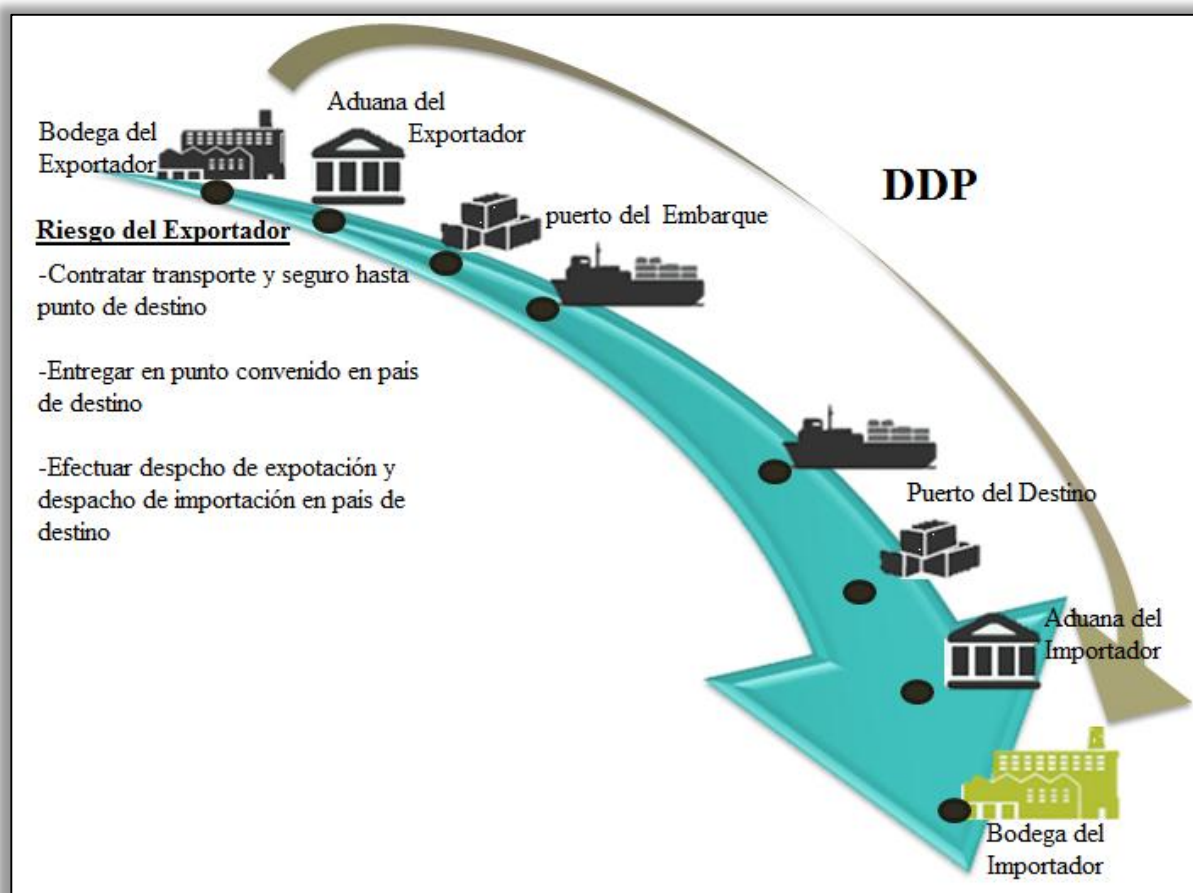 Aduana del
Exportador
Bodega del
Exportador
DDP
puerto del Embarque
Riesgo del Exportador
-Contratar transporte y seguro hasta
punto de destino
-Entregar en punto convenido en pais
de destino
-Efectuar despcho de expotación y
despacho de importación en pais de
destino
Puerto del Destino
Aduana del
Importador
Bodega del
Importador